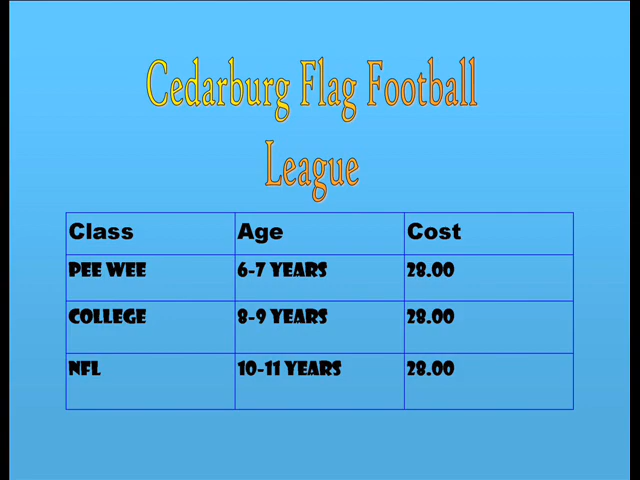 Cedarburg Flag Football
League
Class Age Cost
PEE WEE 6-7 YEARS 28.00
COLLEGE 8-9 YEARS 28.00
NFL 10-11 YEARS 28.00